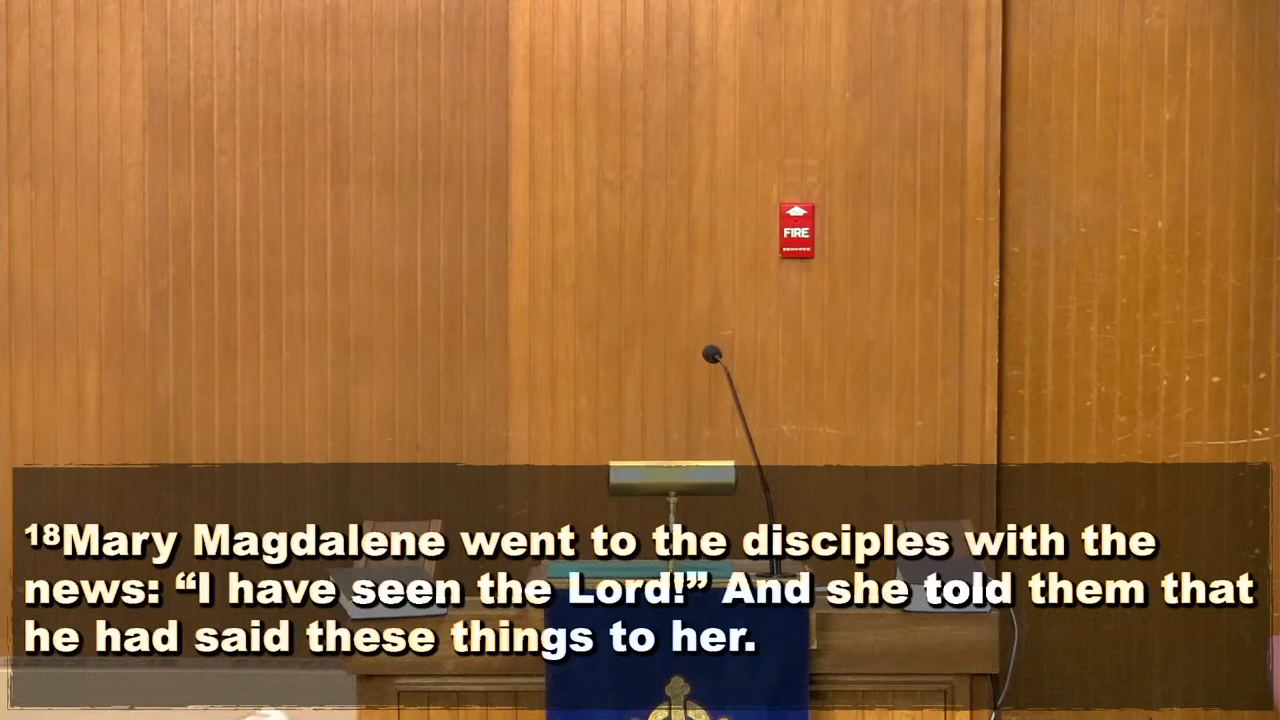 FIRE
¹⁸Mary Magdalene went to the disciples with the
news: “I have seen the Lord!” And she told them that
he had said these things to her.